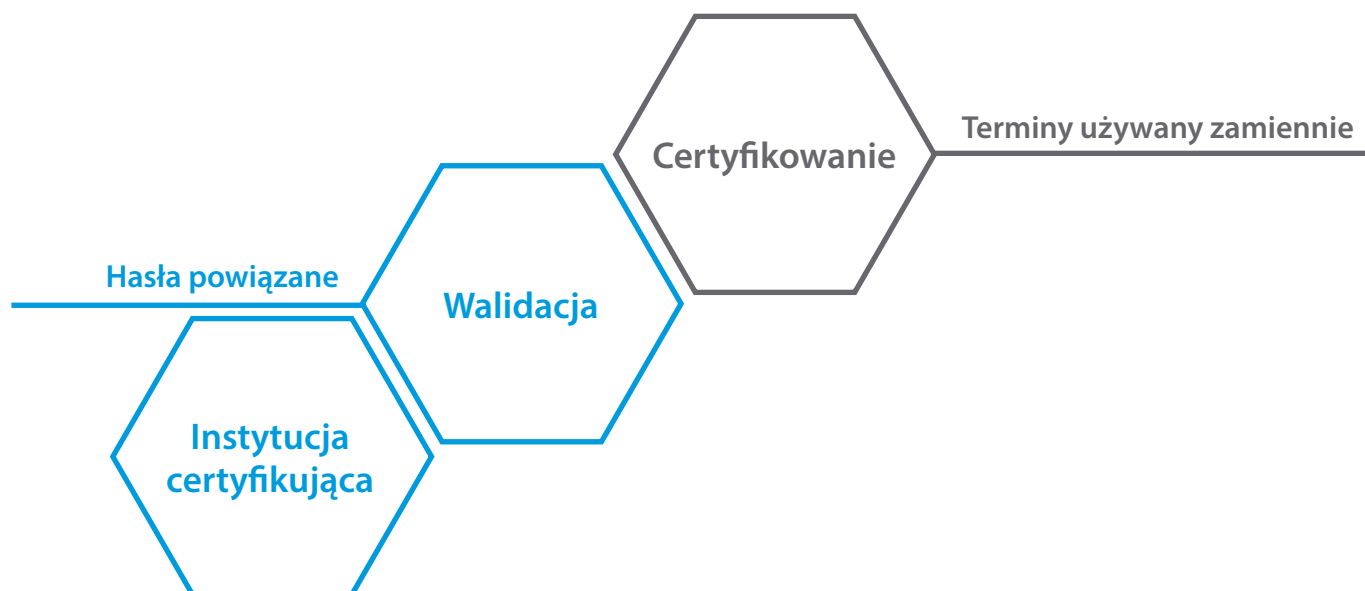 Terminy używany zamiennie
Certyfikowanie
Hasła powiązane
Walidacja
Instytucja
certyfikująca